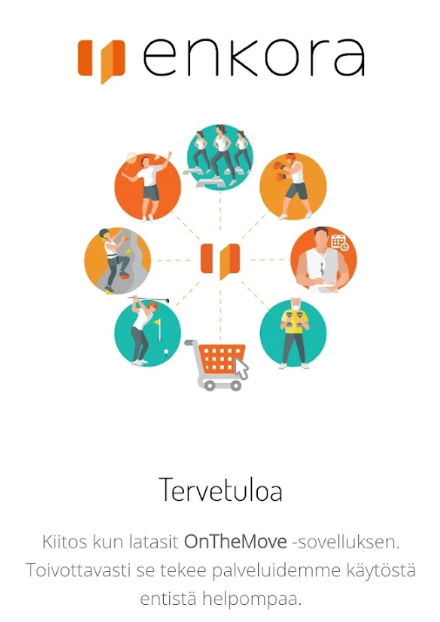 enkora
Tervetuloa
Kiitos kun latasit OnTheMove -sovelluksen.
Toivottavasti se tekee palveluidemme käytöstä
entistä helpompaa.